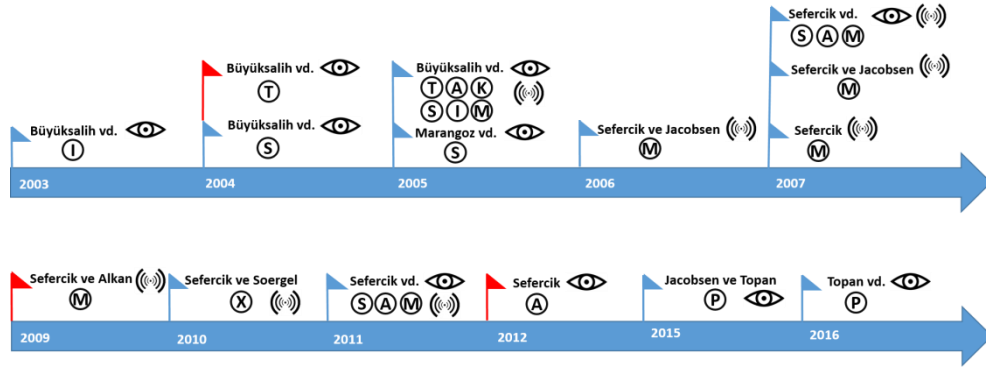 Büyüksalih vd.
I
2003
Büyüksalih vd.
T
Büyüksalih vd.
S
2004
Büyüksalih vd.
T A K
S I M
Marangoz vd.
S
2005
Sefercik ve Jacobsen
M
2006
Sefercik vd.
S A M
Sefercik ve Jacobsen
M
Sefercik
M
2007
Sefercik ve Alkan
M
2009
Sefercik ve Soergel
X
2010
Sefercik vd.
S A M
2011
Sefercik
A
2012
Jacobsen ve Topan
P
2015
Topan vd.
P
2016